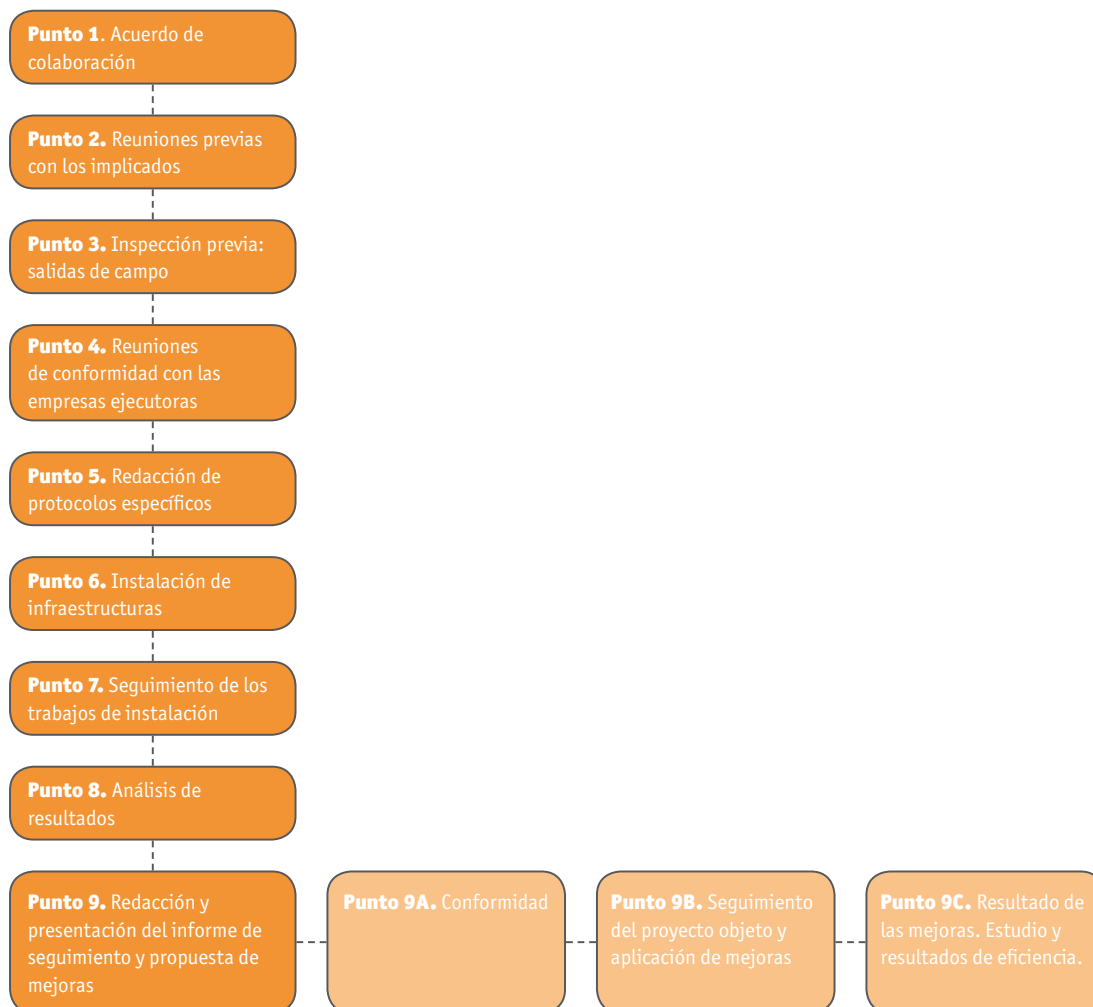 Punto 1. Acuerdo de
colaboración
Punto 2. Reuniones previas
con los implicados
Punto 3. Inspección previa:
salidas de campo
Punto 4. Reuniones
de conformidad con las
empresas ejecutoras
Punto 5. Redacción de
protocolos específicos
Punto 6. Instalación de
infraestructuras
Punto 7. Seguimiento de los
trabajos de instalación
Punto 8. Análisis de
resultados
Punto 9. Redacción y
presentación del informe de
seguimiento y propuesta de
mejoras
Punto 9A. Conformidad
Punto 9B. Seguimiento
del proyecto objeto y
aplicación de mejoras
Punto 9C. Resultado de
las mejoras. Estudio y
resultados de eficiencia.